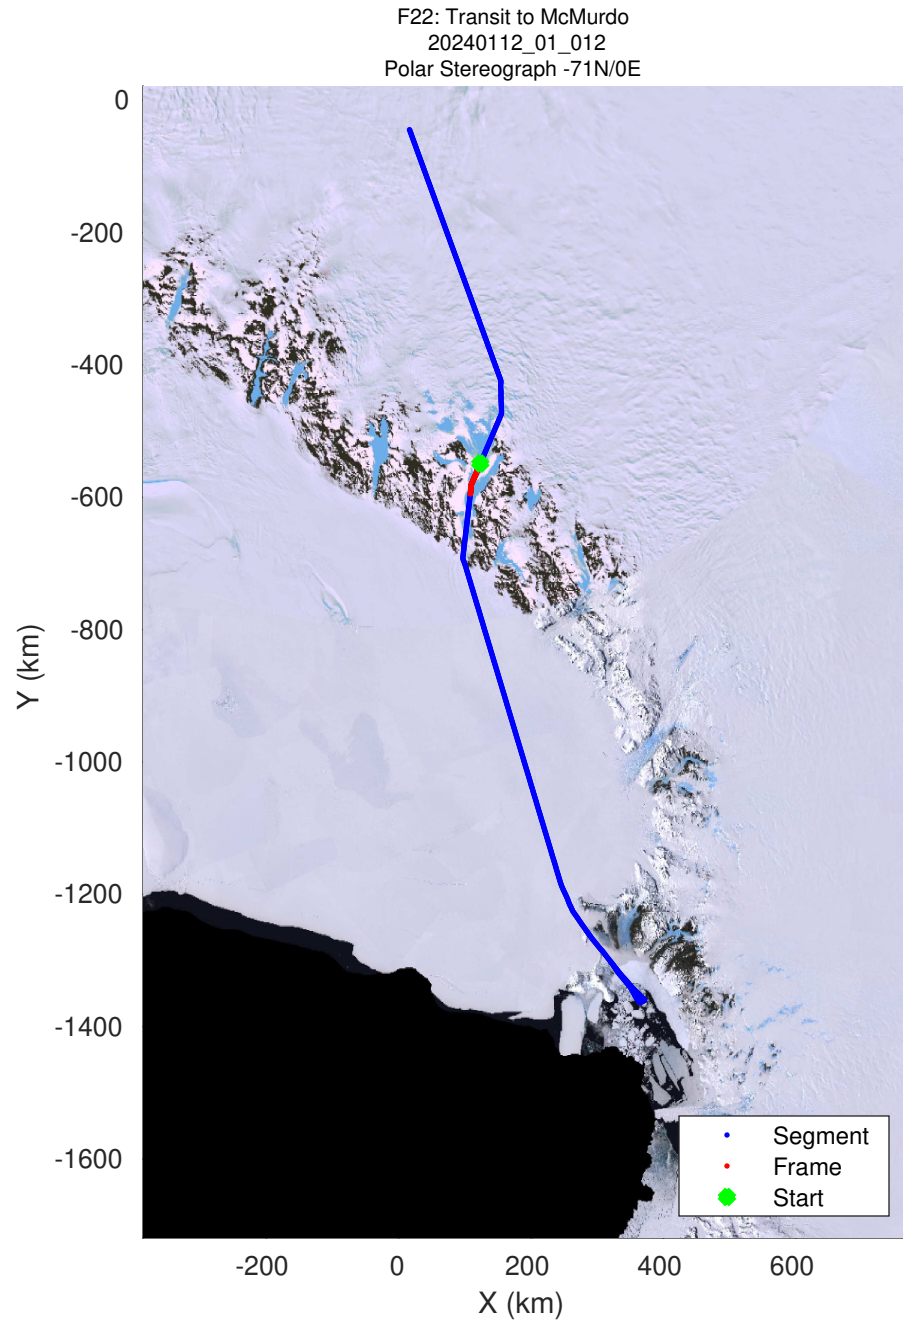 F22: Transit to McMurdo
20240112_01_012
Polar Stereograph -71N/0E
0
-200
-400
-600
-800
-1000
-1200
-1400
-1600
Y (km)
-200
0
200
400
600
X (km)
Segment
Frame
Start